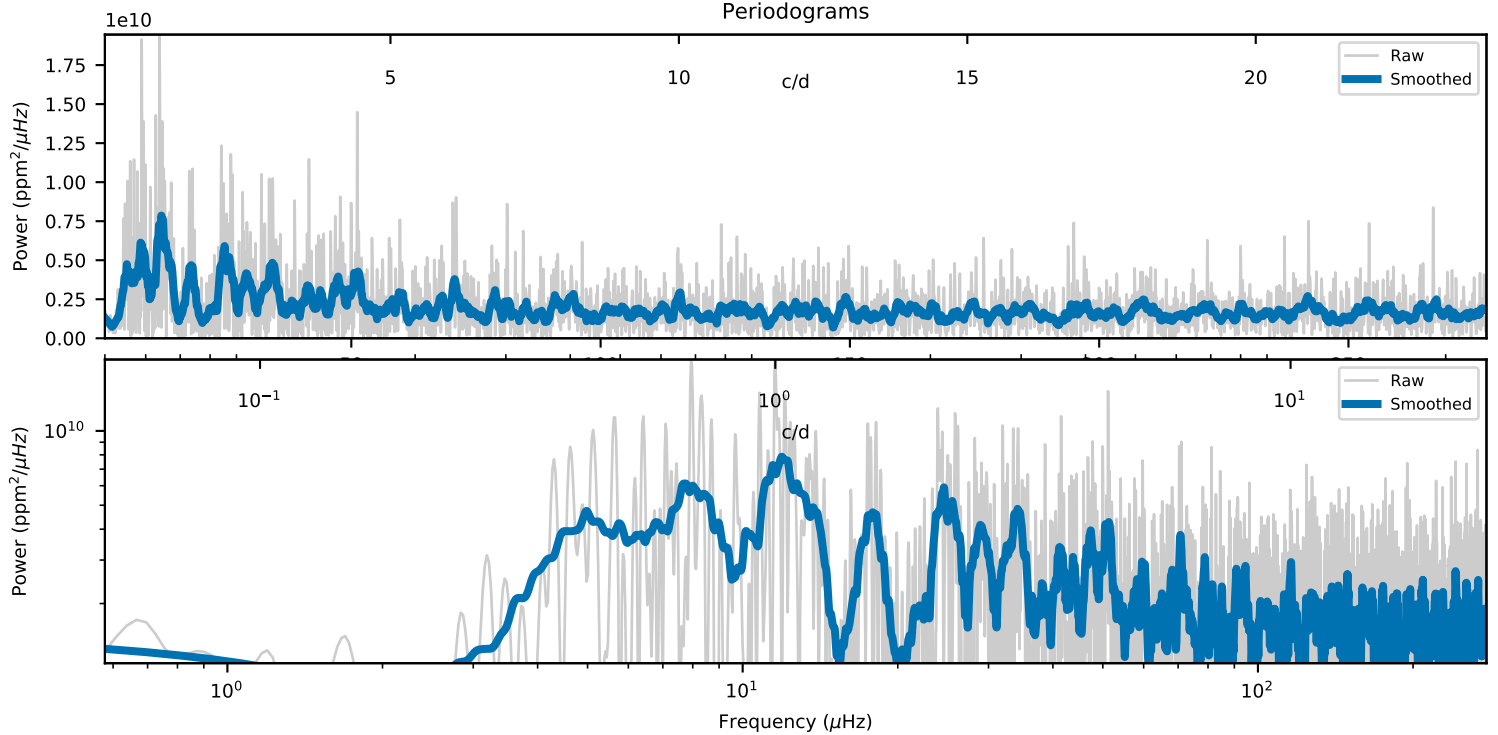 Periodograms
1e10
Power (ppm²/μHz)
1.75
1.50
1.25
1.00
0.75
0.50
0.25
0.00
5 10 15 20
c/d
Raw
Smoothed
Power (ppm²/μHz)
10¹⁰
10⁻¹ 10⁰ 10¹
c/d
Raw
Smoothed
10⁰ 10¹ 10²
Frequency (μHz)